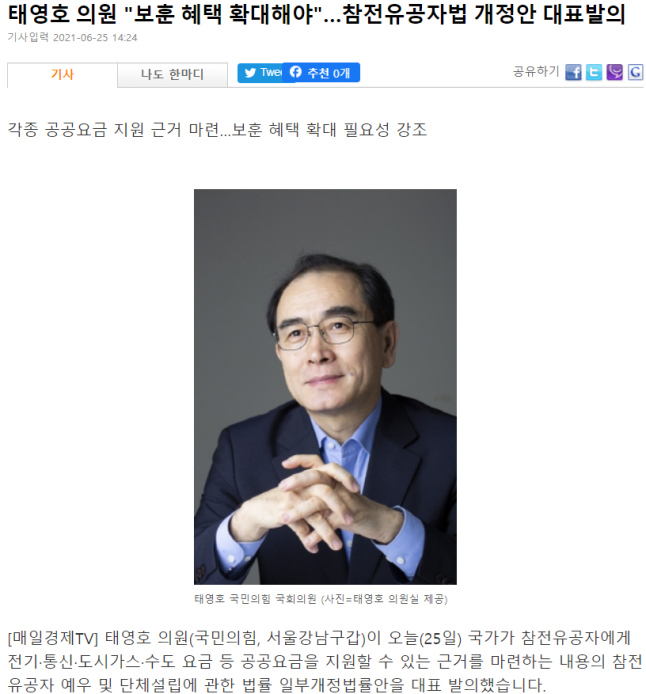 태영호 의원 "보훈 혜택 확대해야"...참전유공자법 개정안 대표발의
기사입력 2021-06-25 14:24
기사
나도 한마디
Twee
추천 0개
공유하기
각종 공공요금 지원 근거 마련...보훈 혜택 확대 필요성 강조
태영호 국민의힘 국회의원 (사진=태영호 의원실 제공)
[매일경제TV] 태영호 의원(국민의힘, 서울강남구갑)이 오늘(25일) 국가가 참전유공자에게
전기·통신·도시가스·수도 요금 등 공공요금을 지원할 수 있는 근거를 마련하는 내용의 참전
유공자 예우 및 단체설립에 관한 법률 일부개정법률안을 대표 발의했습니다.